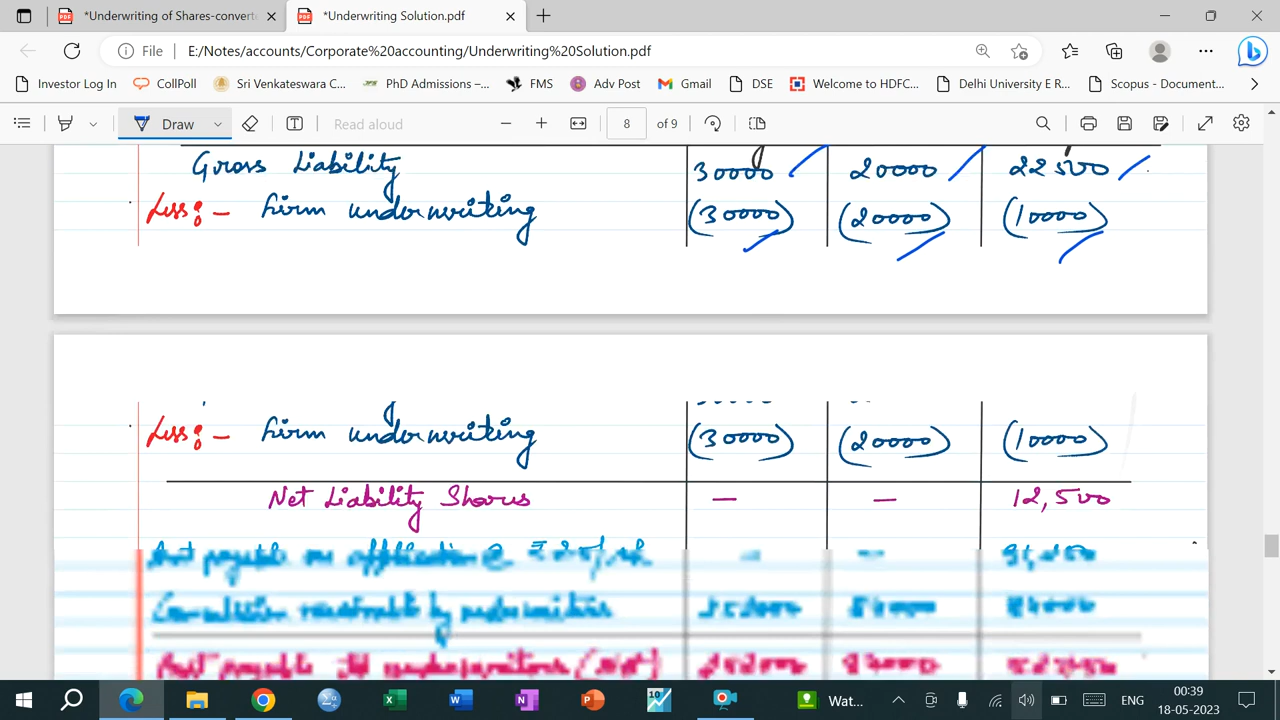 *Underwriting of Shares-converte
*Underwriting Solution.pdf
File E:/Notes/accounts/Corporate%20accounting/Underwriting%20Solution.pdf
Investor Log In CollPoll Sri Venkateswara C... PhD Admissions –... FMS Adv Post Gmail DSE Welcome to HDFC... Delhi University E R... Scopus - Document...
Draw Read aloud 8 of 9
Gross Liability 30000 20000 22500
Less:- firm underwriting (30000) (20000) (10000)
Less:- firm underwriting (30000) (20000) (10000)
Net Liability Shares — — 12,500
ENG 00:39
Wat... 18-05-2023